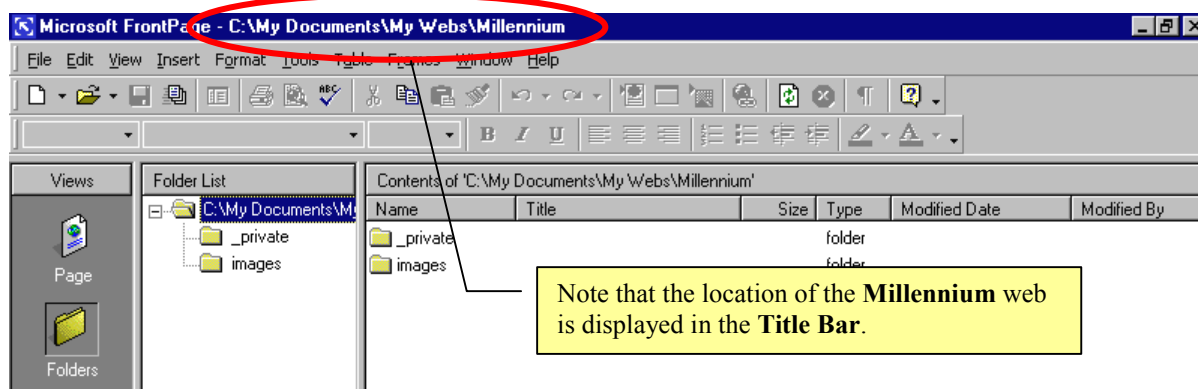 Microsoft FrontPage - C:\My Documents\My Webs\Millennium
File Edit View Insert Format Tools Table Frames Window Help
ABC
B I U A
Views Folder List Contents of 'C:\My Documents\My Webs\Millennium'
C:\My Documents\M Name Title Size Type Modified Date Modified By
_private _private folder
images images folder
Page
Note that the location of the Millennium web
is displayed in the Title Bar.
Folders